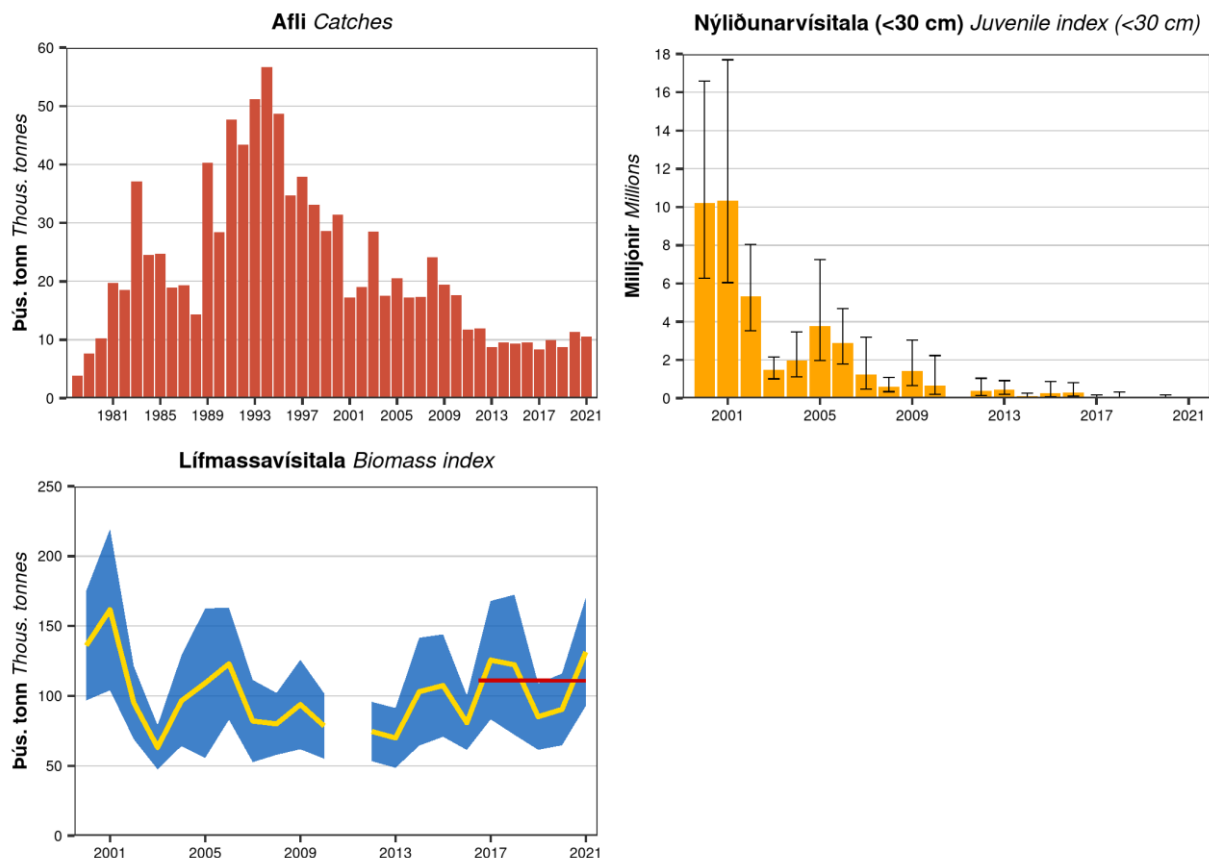 Afli Catches
60
50
40
30
20
10
0
Þús. tonn Thous. tonnes
1981 1985 1989 1993 1997 2001 2005 2009 2013 2017 2021
Nýliðunarvísitala (<30 cm) Juvenile index (<30 cm)
18
16
14
12
10
8
6
4
2
0
Milljónir Millions
2001 2005 2009 2013 2017 2021
Lífmassavísitala Biomass index
250
200
150
100
50
0
Þús. tonn Thous. tonnes
2001 2005 2009 2013 2017 2021